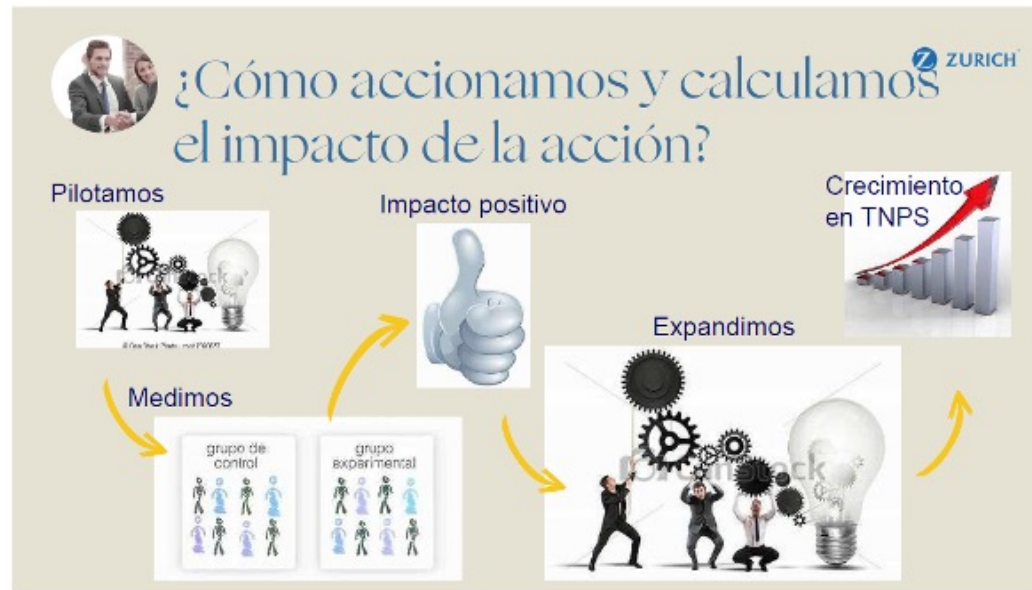 ¿Cómo accionamos y calculamos
el impacto de la acción?
ZURICH
Pilotamos
Impacto positivo
Crecimiento
en TNPS
Medimos
grupo de
control
grupo
experimental
Expandimos